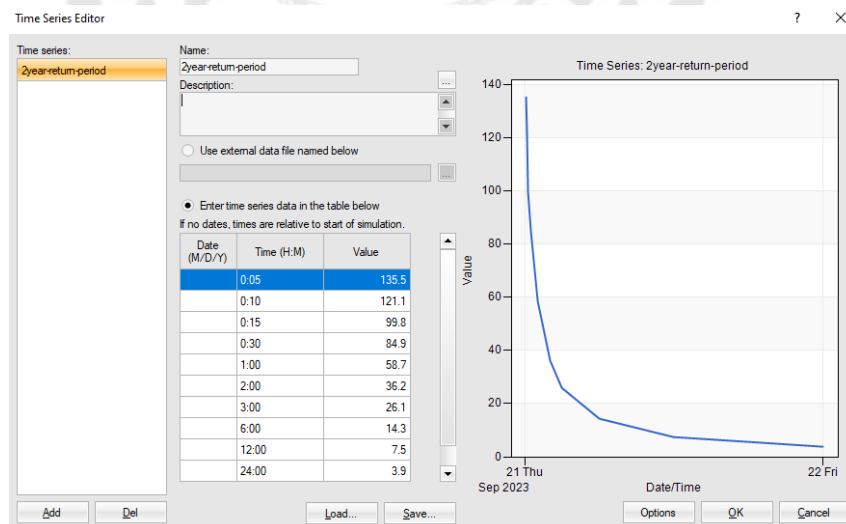 Time Series Editor ? ×
Time series:
2year-return-period
Name:
2year-return-period
...
Description:
Use external data file named below
...
Enter time series data in the table below
If no dates, times are relative to start of simulation.
Date (M/D/Y) Time (H:M) Value
0:05 135.5
0:10 121.1
0:15 99.8
0:30 84.9
1:00 58.7
2:00 36.2
3:00 26.1
6:00 14.3
12:00 7.5
24:00 3.9
Add Del Load... Save...
Time Series: 2year-return-period
140
120
100
80
60
40
20
0
Value
21 Thu 22 Fri
Sep 2023 Date/Time
Options OK Cancel